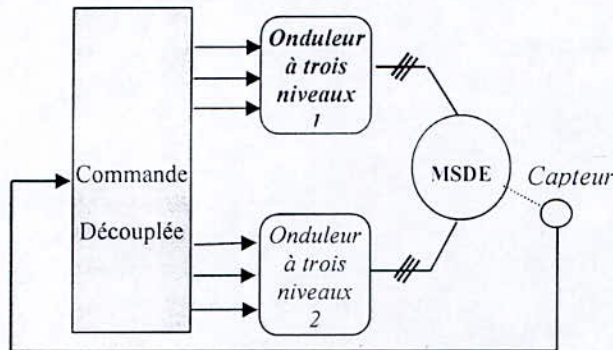 Onduleur
à trois
niveaux
1
Commande
Découplée
MSDE
Capteur
Onduleur
à trois
niveaux
2